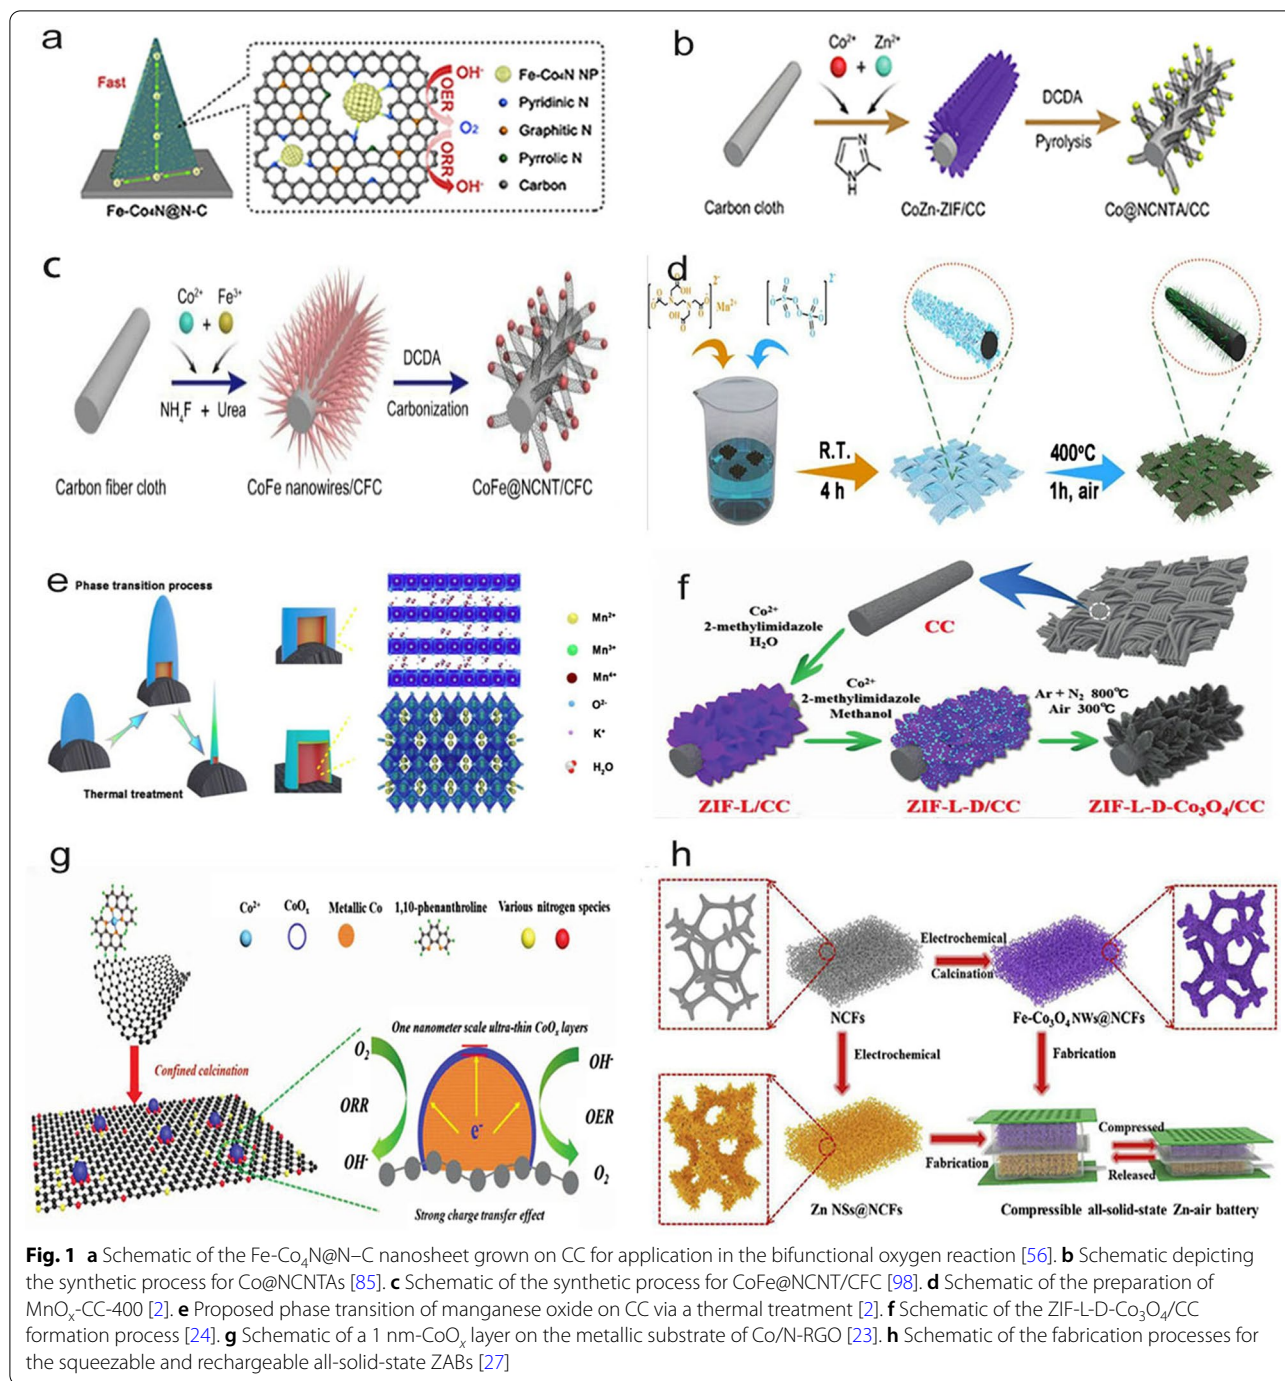 a
Fast
Fe-Co₄N@N-C
OH⁻
OER
O₂
ORR
OH⁻
Fe-Co₄N NP
Pyridinic N
Graphitic N
Pyrrolic N
Carbon
b
Co²⁺ Zn²⁺
+
N
N
H
DCDA
Pyrolysis
Carbon cloth
CoZn-ZIF/CC
Co@NCNTA/CC
c
Co²⁺ Fe³⁺
+
NH₄F + Urea
DCDA
Carbonization
Carbon fiber cloth
CoFe nanowires/CFC
CoFe@NCNT/CFC
d
2-
Mn²⁺
2-
R.T.
4 h
400°C
1h, air
e
Phase transition process
Thermal treatment
Mn²⁺
Mn³⁺
Mn⁴⁺
O²⁻
K⁺
H₂O
f
Co²⁺
2-methylimidazole
H₂O
CC
Co²⁺
2-methylimidazole
Methanol
Ar + N₂ 800℃
Air 300℃
ZIF-L/CC
ZIF-L-D/CC
ZIF-L-D-Co₃O₄/CC
g
Co²⁺
CoOₓ
Metallic Co
1,10-phenanthroline
Various nitrogen species
Confined calcination
One nanometer scale ultra-thin CoOₓ layers
O₂
ORR
OH⁻
e⁻
OH⁻
OER
O₂
Strong charge transfer effect
h
NCFs
Electrochemical
Calcination
Fe-Co₃O₄ NWs@NCFs
Electrochemical
Fabrication
Zn NSs@NCFs
Fabrication
Compressed
Released
Compressible all-solid-state Zn-air battery
Fig. 1 a Schematic of the Fe-Co₄N@N–C nanosheet grown on CC for application in the bifunctional oxygen reaction [56]. b Schematic depicting
the synthetic process for Co@NCNTAs [85]. c Schematic of the synthetic process for CoFe@NCNT/CFC [98]. d Schematic of the preparation of
MnOₓ-CC-400 [2]. e Proposed phase transition of manganese oxide on CC via a thermal treatment [2]. f Schematic of the ZIF-L-D-Co₃O₄/CC
formation process [24]. g Schematic of a 1 nm-CoOₓ layer on the metallic substrate of Co/N-RGO [23]. h Schematic of the fabrication processes for
the squeezable and rechargeable all-solid-state ZABs [27]